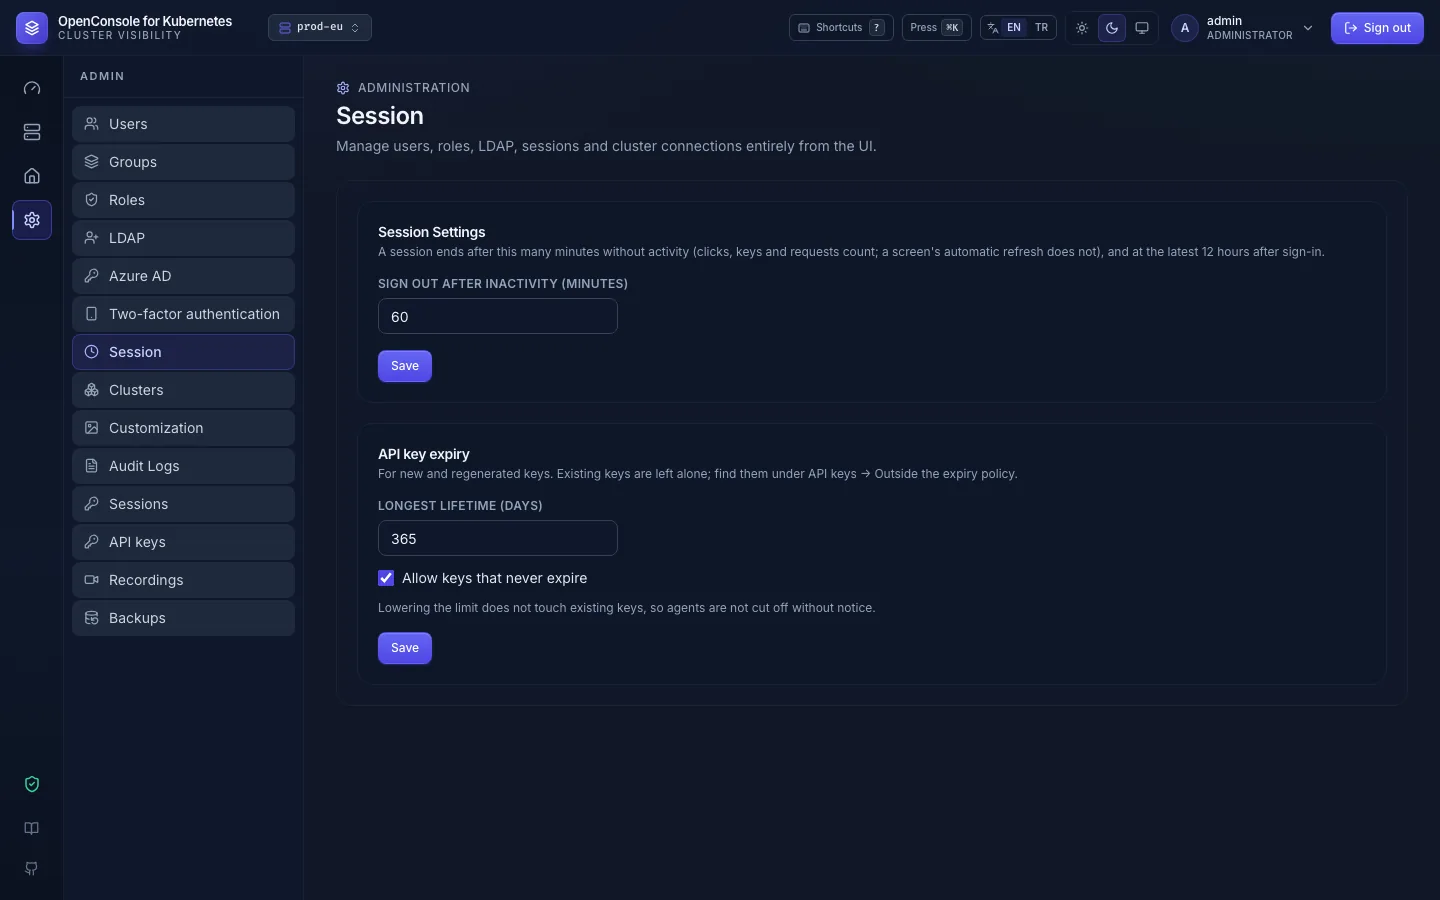 OpenConsole for Kubernetes
CLUSTER VISIBILITY
prod-eu
Shortcuts ?
Press ⌘K
EN TR
A
admin
ADMINISTRATOR
Sign out
ADMIN
Users
Groups
Roles
LDAP
Azure AD
Two-factor authentication
Session
Clusters
Customization
Audit Logs
Sessions
API keys
Recordings
Backups
ADMINISTRATION
Session
Manage users, roles, LDAP, sessions and cluster connections entirely from the UI.
Session Settings
A session ends after this many minutes without activity (clicks, keys and requests count; a screen's automatic refresh does not), and at the latest 12 hours after sign-in.
SIGN OUT AFTER INACTIVITY (MINUTES)
60
Save
API key expiry
For new and regenerated keys. Existing keys are left alone; find them under API keys → Outside the expiry policy.
LONGEST LIFETIME (DAYS)
365
Allow keys that never expire
Lowering the limit does not touch existing keys, so agents are not cut off without notice.
Save